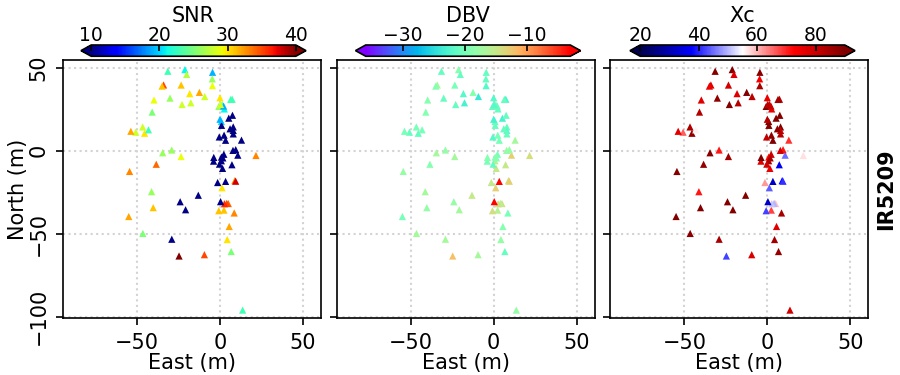 SNR DBV Xc
10 20 30 40 −30 −20 −10 20 40 60 80
50
0
−50
−100
North (m)
IR5209
−50 0 50 −50 0 50 −50 0 50
East (m) East (m) East (m)